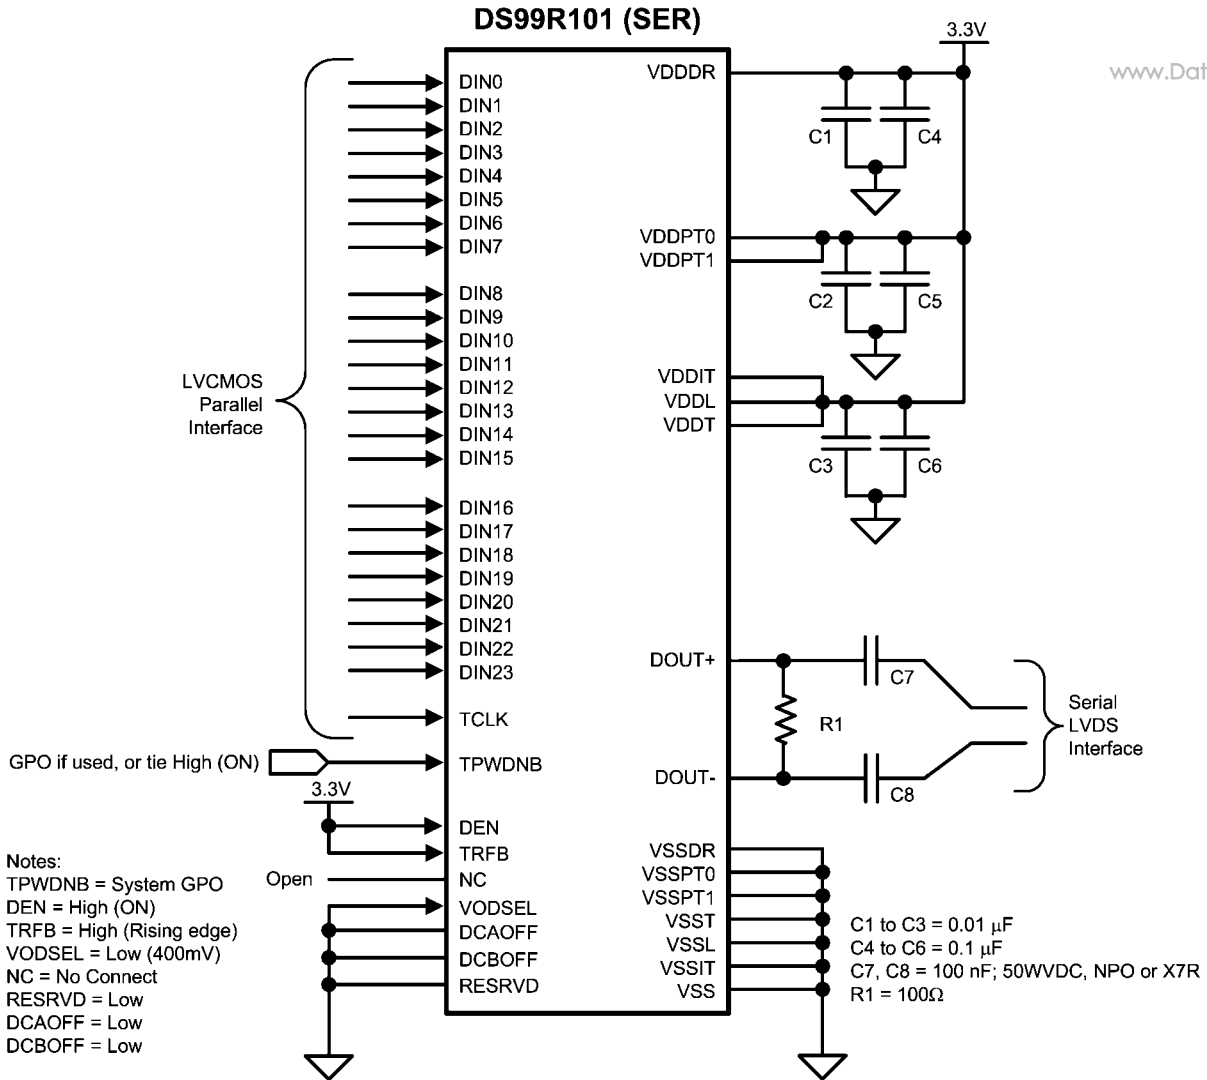 DS99R101 (SER)
3.3V
www.Dat
DIN0
DIN1
DIN2
DIN3
DIN4
DIN5
DIN6
DIN7
DIN8
DIN9
DIN10
DIN11
DIN12
DIN13
DIN14
DIN15
DIN16
DIN17
DIN18
DIN19
DIN20
DIN21
DIN22
DIN23
TCLK
TPWDNB
DEN
TRFB
NC
VODSEL
DCAOFF
DCBOFF
RESRVD
LVCMOS
Parallel
Interface
GPO if used, or tie High (ON)
3.3V
Open
Notes:
TPWDNB = System GPO
DEN = High (ON)
TRFB = High (Rising edge)
VODSEL = Low (400mV)
NC = No Connect
RESRVD = Low
DCAOFF = Low
DCBOFF = Low
VDDDR
C1
C4
VDDPT0
VDDPT1
C2
C5
VDDIT
VDDL
VDDT
C3
C6
DOUT+
C7
R1
DOUT-
C8
Serial
LVDS
Interface
VSSDR
VSSPT0
VSSPT1
VSST
VSSL
VSSIT
VSS
C1 to C3 = 0.01 μF
C4 to C6 = 0.1 μF
C7, C8 = 100 nF; 50WVDC, NPO or X7R
R1 = 100Ω